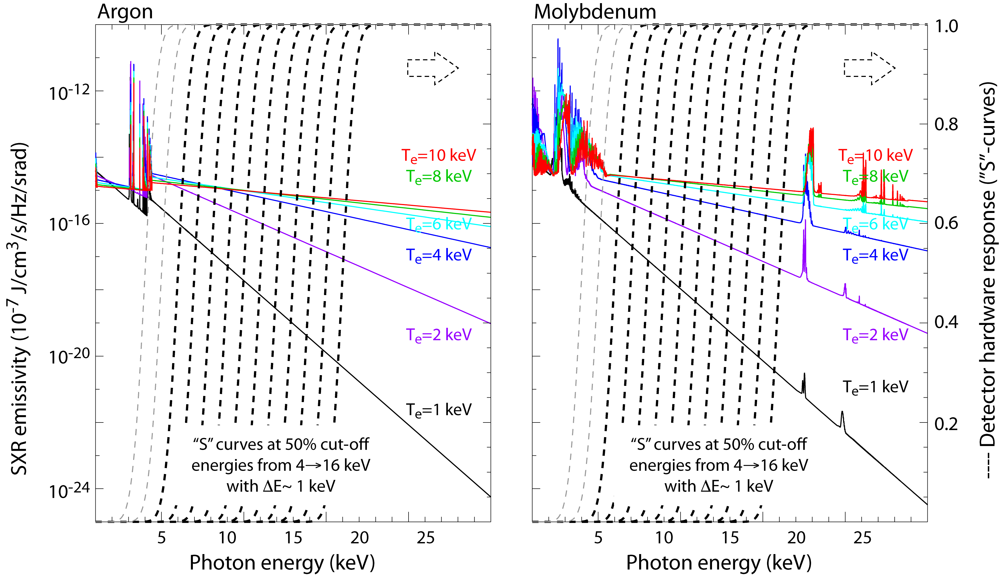 Argon
Molybdenum
SXR emissivity (10-7 J/cm3/s/Hz/srad)
10-12
10-16
10-20
10-24
Te=10 keV
Te=8 keV
Te=6 keV
Te=4 keV
Te=2 keV
Te=1 keV
“S” curves at 50% cut-off
energies from 4→16 keV
with ΔE~ 1 keV
5 10 15 20 25
Photon energy (keV)
Te=10 keV
Te=8 keV
Te=6 keV
Te=4 keV
Te=2 keV
Te=1 keV
“S” curves at 50% cut-off
energies from 4→16 keV
with ΔE~ 1 keV
5 10 15 20 25
Photon energy (keV)
1.0
0.8
0.6
0.4
0.2
---- Detector hardware response ("S"-curves)